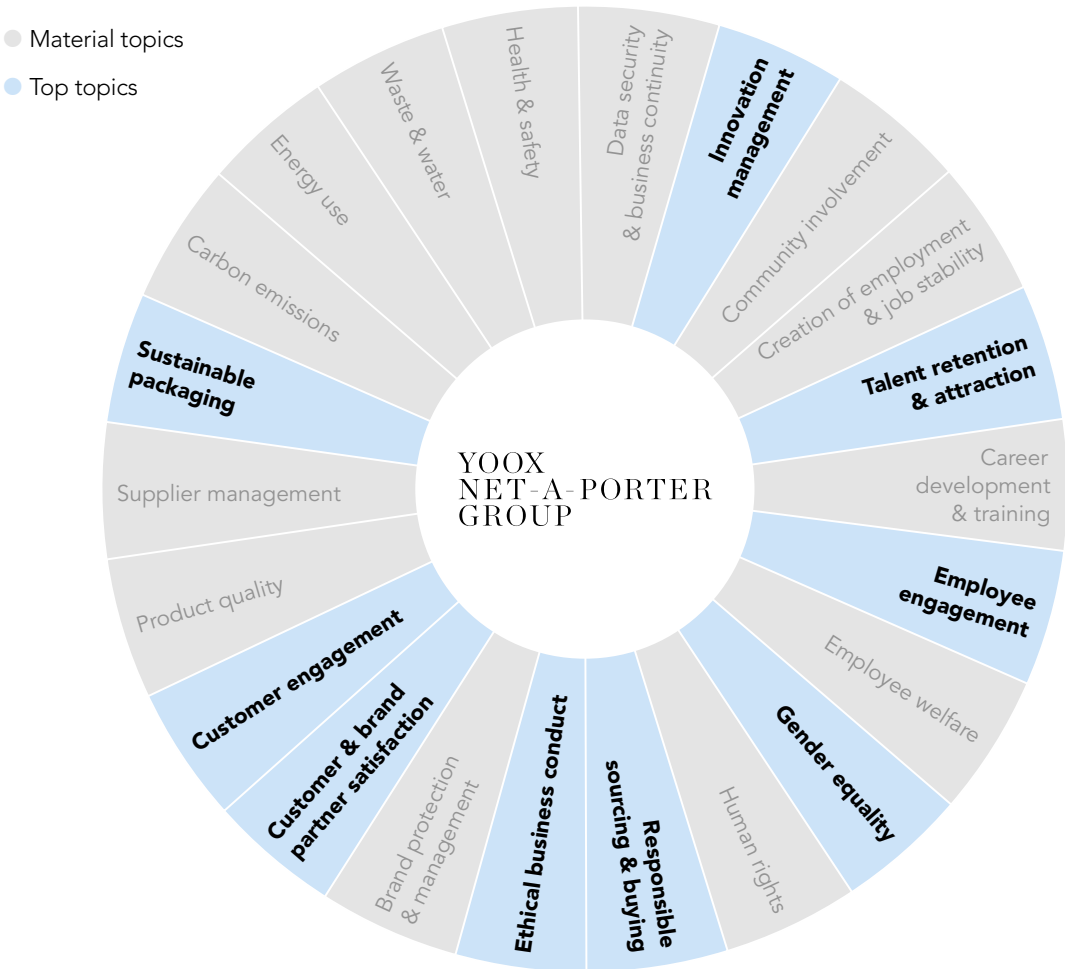 Material topics
Top topics
Data security
& business continuity
Innovation
management
Community involvement
Creation of employment
& job stability
Talent retention
& attraction
Career
development
& training
Employee
engagement
Employee welfare
Gender equality
Human rights
Responsible
sourcing & buying
Ethical business conduct
Brand protection
& management
Customer & brand
partner satisfaction
Customer engagement
Product quality
Supplier management
Sustainable
packaging
Carbon emissions
Energy use
Waste & water
Health & safety
YOOX
NET-A-PORTER
GROUP